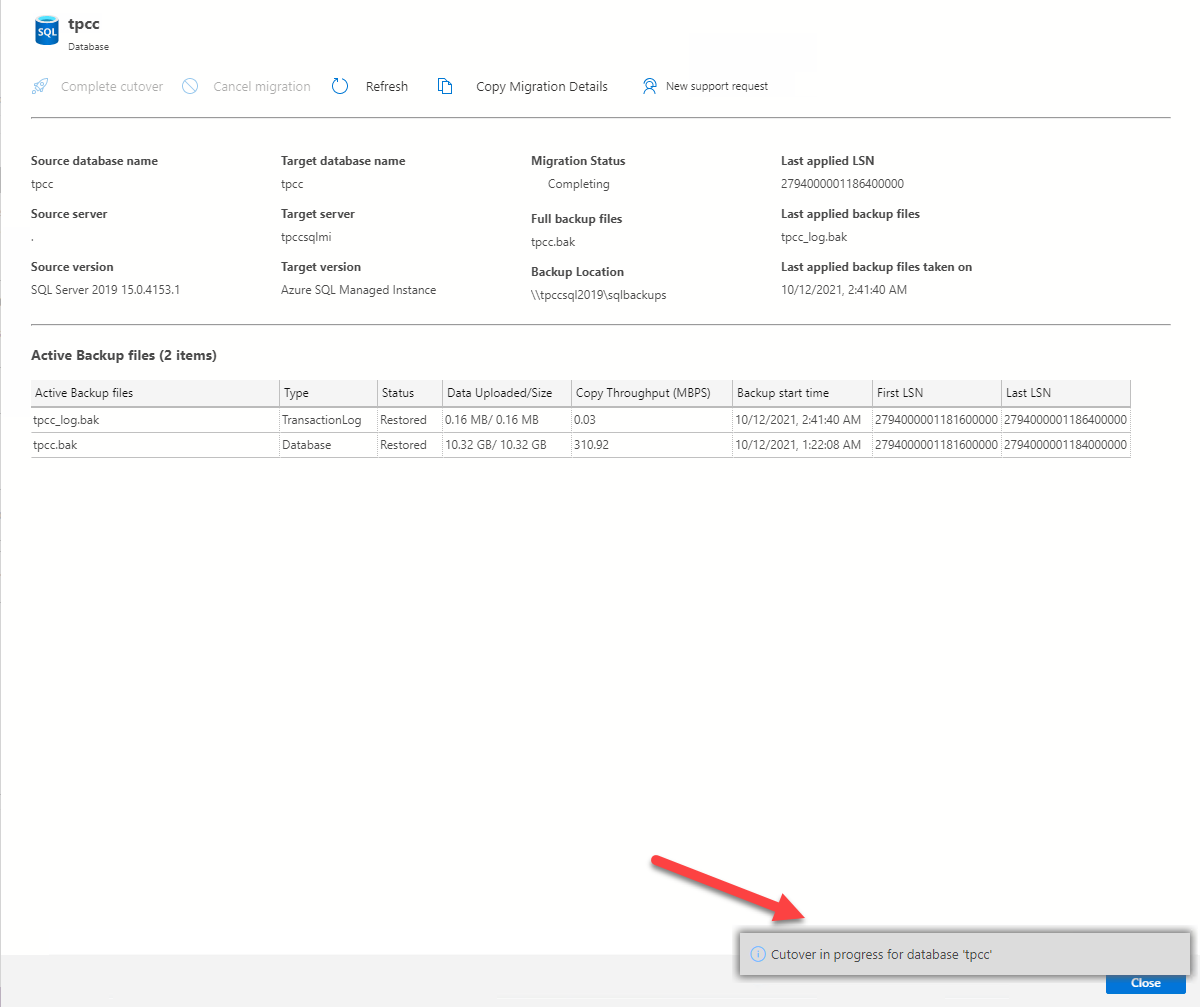 SQL
tpcc
Database
Complete cutover Cancel migration Refresh Copy Migration Details New support request
Source database name
tpcc
Source server
.
Source version
SQL Server 2019 15.0.4153.1
Target database name
tpcc
Target server
tpccsqlmi
Target version
Azure SQL Managed Instance
Migration Status
Completing
Full backup files
tpcc.bak
Backup Location
\\tpccsql2019\sqlbackups
Last applied LSN
2794000001186400000
Last applied backup files
tpcc_log.bak
Last applied backup files taken on
10/12/2021, 2:41:40 AM
Active Backup files (2 items)
Active Backup files Type Status Data Uploaded/Size Copy Throughput (MBPS) Backup start time First LSN Last LSN
tpcc_log.bak TransactionLog Restored 0.16 MB/ 0.16 MB 0.03 10/12/2021, 2:41:40 AM 2794000001181600000 2794000001186400000
tpcc.bak Database Restored 10.32 GB/ 10.32 GB 310.92 10/12/2021, 1:22:08 AM 2794000001181600000 2794000001184000000
Cutover in progress for database 'tpcc'
Close